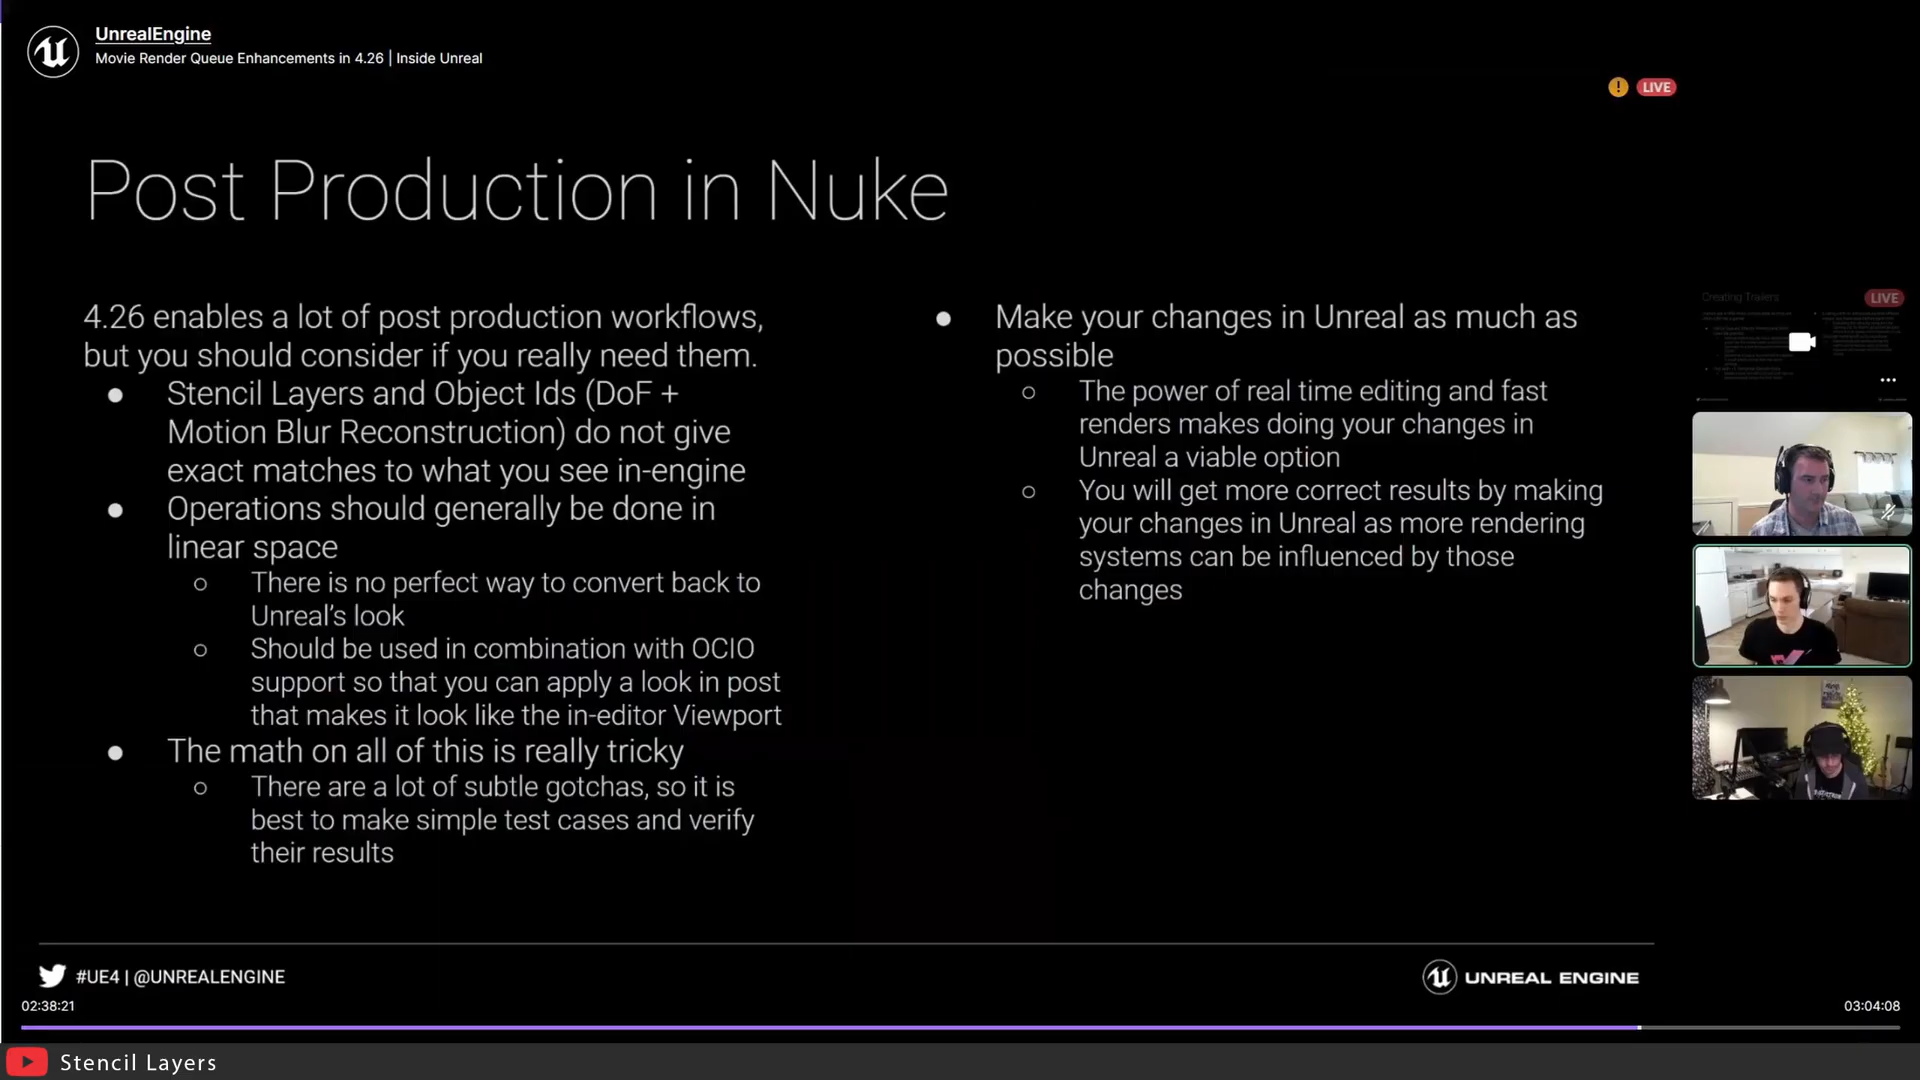 UnrealEngine
Movie Render Queue Enhancements in 4.26 | Inside Unreal
! LIVE
Post Production in Nuke
4.26 enables a lot of post production workflows,
but you should consider if you really need them.
● Stencil Layers and Object Ids (DoF +
Motion Blur Reconstruction) do not give
exact matches to what you see in-engine
● Operations should generally be done in
linear space
○ There is no perfect way to convert back to
Unreal's look
○ Should be used in combination with OCIO
support so that you can apply a look in post
that makes it look like the in-editor Viewport
● The math on all of this is really tricky
○ There are a lot of subtle gotchas, so it is
best to make simple test cases and verify
their results
● Make your changes in Unreal as much as
possible
○ The power of real time editing and fast
renders makes doing your changes in
Unreal a viable option
○ You will get more correct results by making
your changes in Unreal as more rendering
systems can be influenced by those
changes
Creating Trailers
LIVE
#UE4 | @UNREALENGINE
UNREAL ENGINE
02:38:21
03:04:08
Stencil Layers